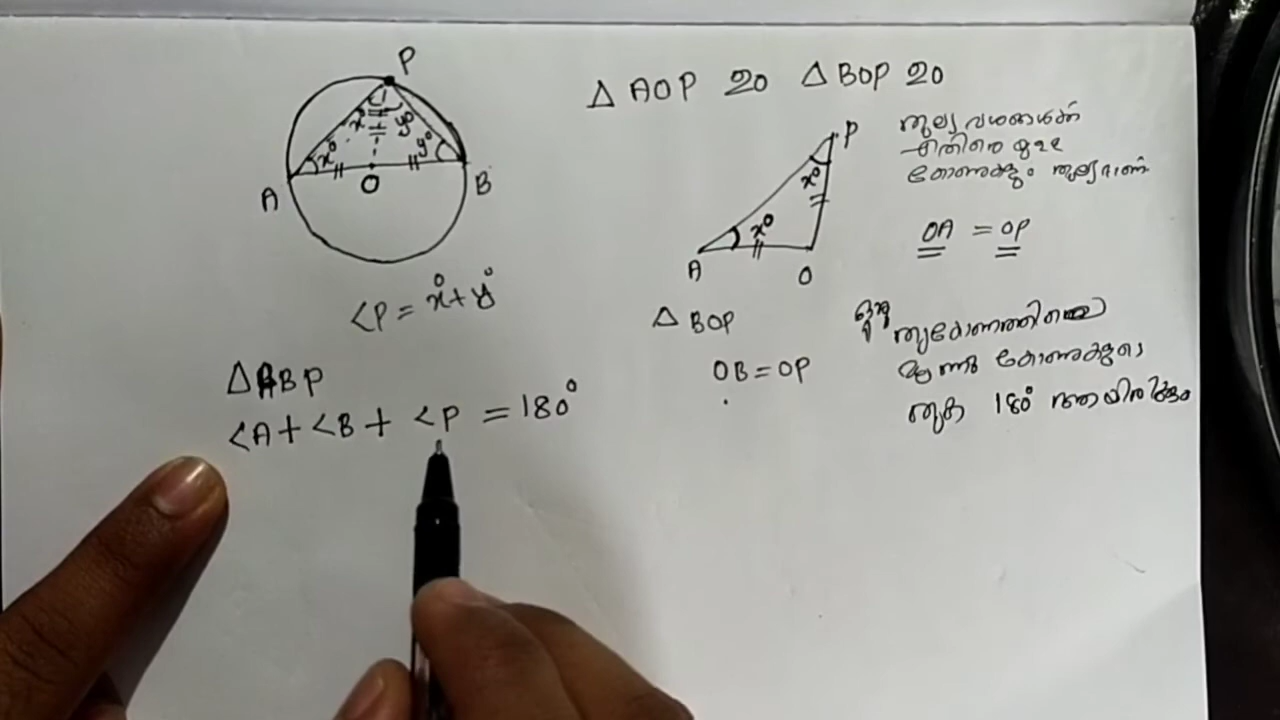 P
x° y°
x° y°
A O B
<P = x° + y°
△ABP
<A + <B + <P = 180°
△ AOP ഉം △ BOP ഉം
തുല്യ വശങ്ങൾക്ക്
എതിരെ ഉള്ള
കോണുകളും തുല്യമാണ്
P
x°
x°
A O
OA = OP
△ BOP
OB = OP
ഒരു ത്രികോണത്തിന്റെ
മൂന്നു കോണുകളുടെ
തുക 180° ആയിരിക്കും